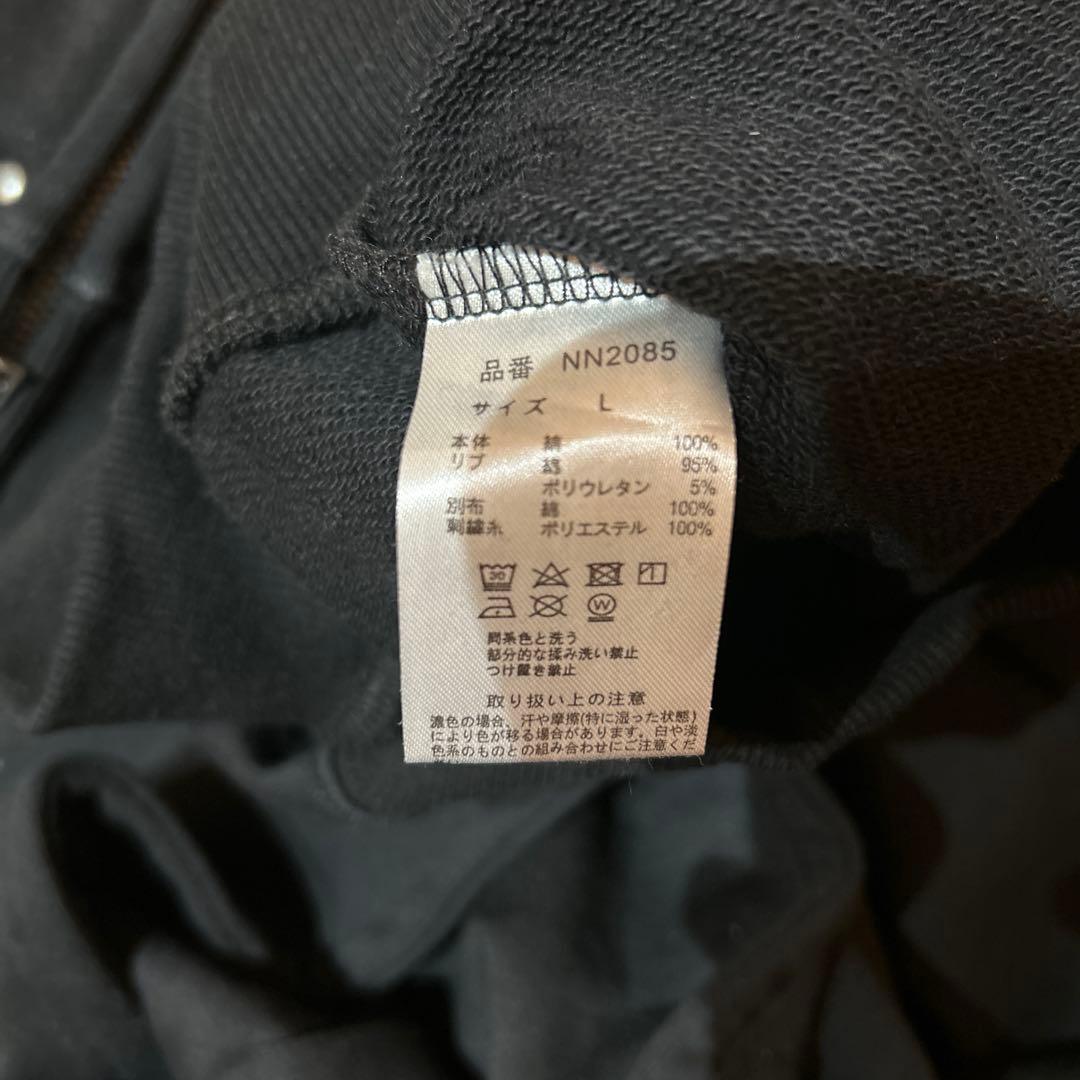 品番 NN2085
サイズ L
本体 綿 100%
リブ 綿 95%
ポリウレタン 5%
別布 綿 100%
刺繍糸 ポリエステル 100%
30
W
同系色と洗う
部分的な揉み洗い禁止
つけ置き禁止
取り扱い上の注意
濃色の場合、汗や摩擦(特に湿った状態)
により色が移る場合があります。白や淡
色系のものとの組み合わせにご注意くだ